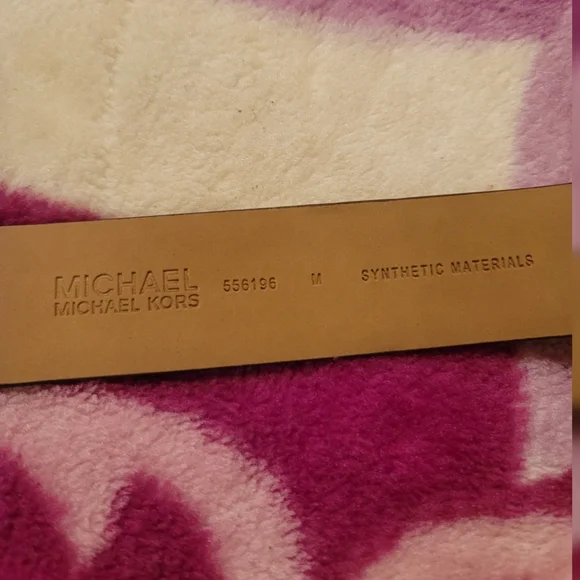 MICHAEL
MICHAEL KORS
556196 M SYNTHETIC MATERIALS